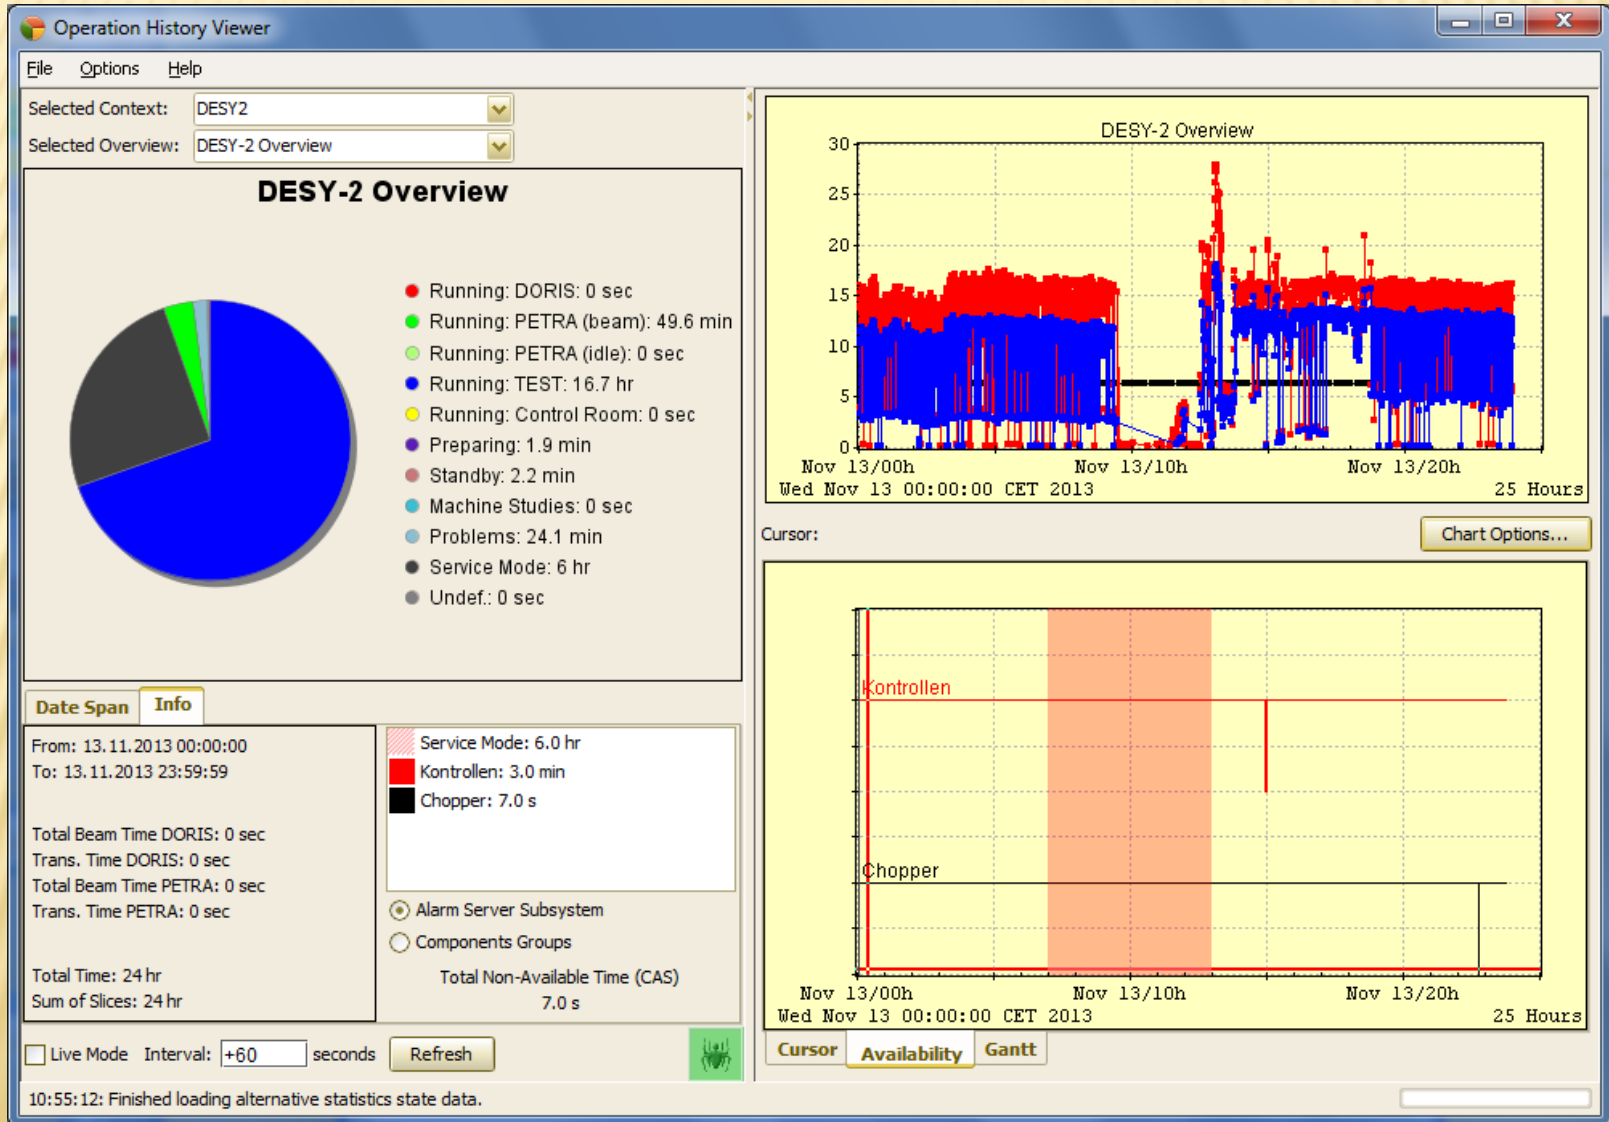 Operation History Viewer
File Options Help
Selected Context: DESY2
Selected Overview: DESY-2 Overview
DESY-2 Overview
Running: DORIS: 0 sec
Running: PETRA (beam): 49.6 min
Running: PETRA (idle): 0 sec
Running: TEST: 16.7 hr
Running: Control Room: 0 sec
Preparing: 1.9 min
Standby: 2.2 min
Machine Studies: 0 sec
Problems: 24.1 min
Service Mode: 6 hr
Undef.: 0 sec
Date Span Info
From: 13.11.2013 00:00:00
To: 13.11.2013 23:59:59
Total Beam Time DORIS: 0 sec
Trans. Time DORIS: 0 sec
Total Beam Time PETRA: 0 sec
Trans. Time PETRA: 0 sec
Total Time: 24 hr
Sum of Slices: 24 hr
Service Mode: 6.0 hr
Kontrollen: 3.0 min
Chopper: 7.0 s
Alarm Server Subsystem
Components Groups
Total Non-Available Time (CAS)
7.0 s
Live Mode Interval: +60 seconds Refresh
10:55:12: Finished loading alternative statistics state data.
DESY-2 Overview
30
25
20
15
10
5
0
Nov 13/00h Nov 13/10h Nov 13/20h
Wed Nov 13 00:00:00 CET 2013 25 Hours
Cursor: Chart Options...
Kontrollen
Chopper
Nov 13/00h Nov 13/10h Nov 13/20h
Wed Nov 13 00:00:00 CET 2013 25 Hours
Cursor Availability Gantt